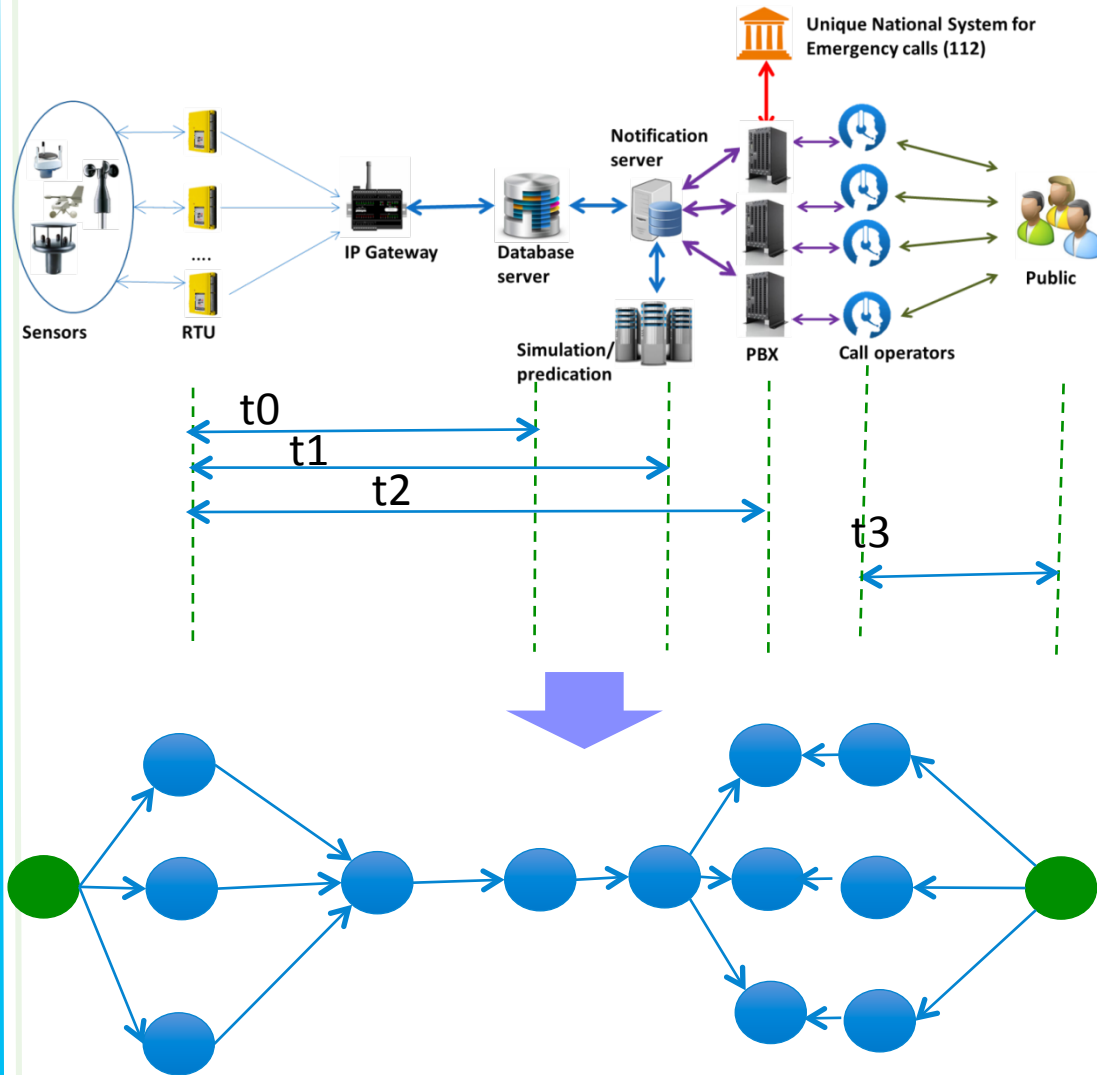 Unique National System for
Emergency calls (112)
Notification
server
....
IP Gateway
Database
server
Public
Sensors
RTU
Simulation/
predication
PBX
Call operators
t0
t1
t2
t3